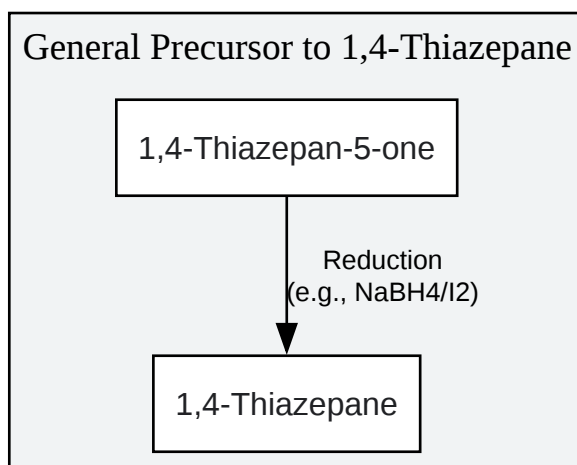 General Precursor to 1,4-Thiazepane
1,4-Thiazepan-5-one
Reduction
(e.g., NaBH4/I2)
1,4-Thiazepane